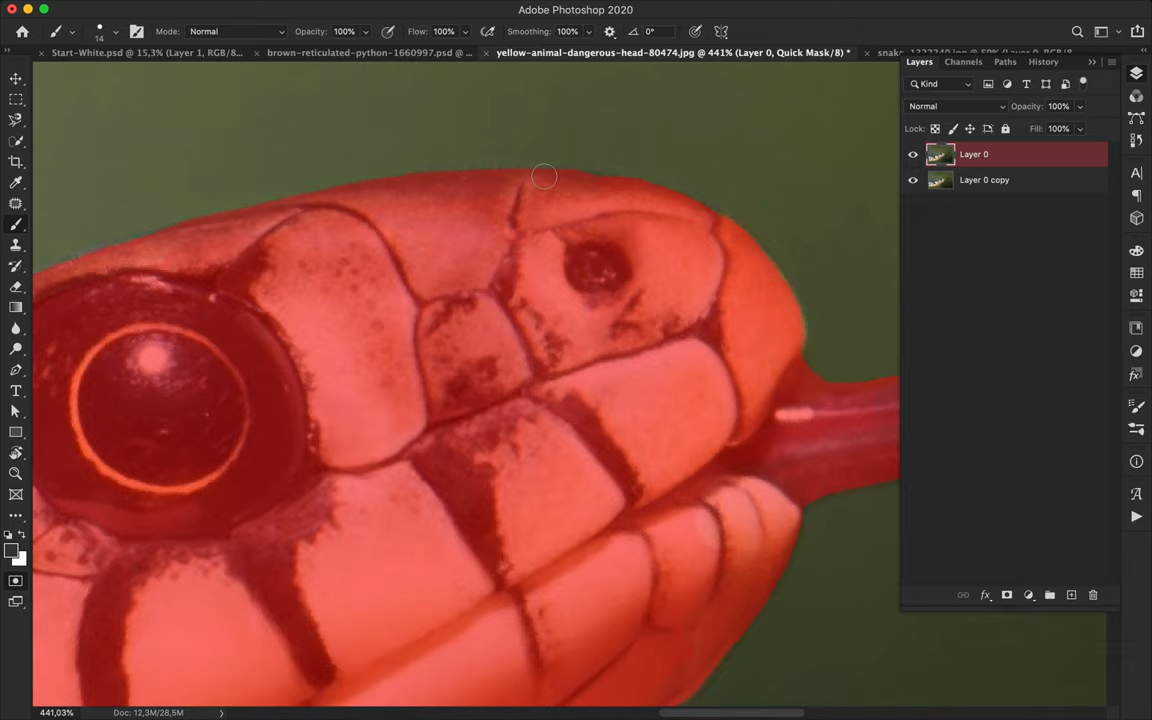 Adobe Photoshop 2020
14 Mode: Normal Opacity: 100% Flow: 100% Smoothing: 100% 0°
Start-White.psd @ 15,3% (Layer 1, RGB/8... brown-reticulated-python-1660997.psd @ ... yellow-animal-dangerous-head-80474.jpg @ 441% (Layer 0, Quick Mask/8) *
Layers Channels Paths History
Kind
Normal Opacity: 100%
Lock: Fill: 100%
Layer 0
Layer 0 copy
441,03% Doc: 12,3M/28,5M